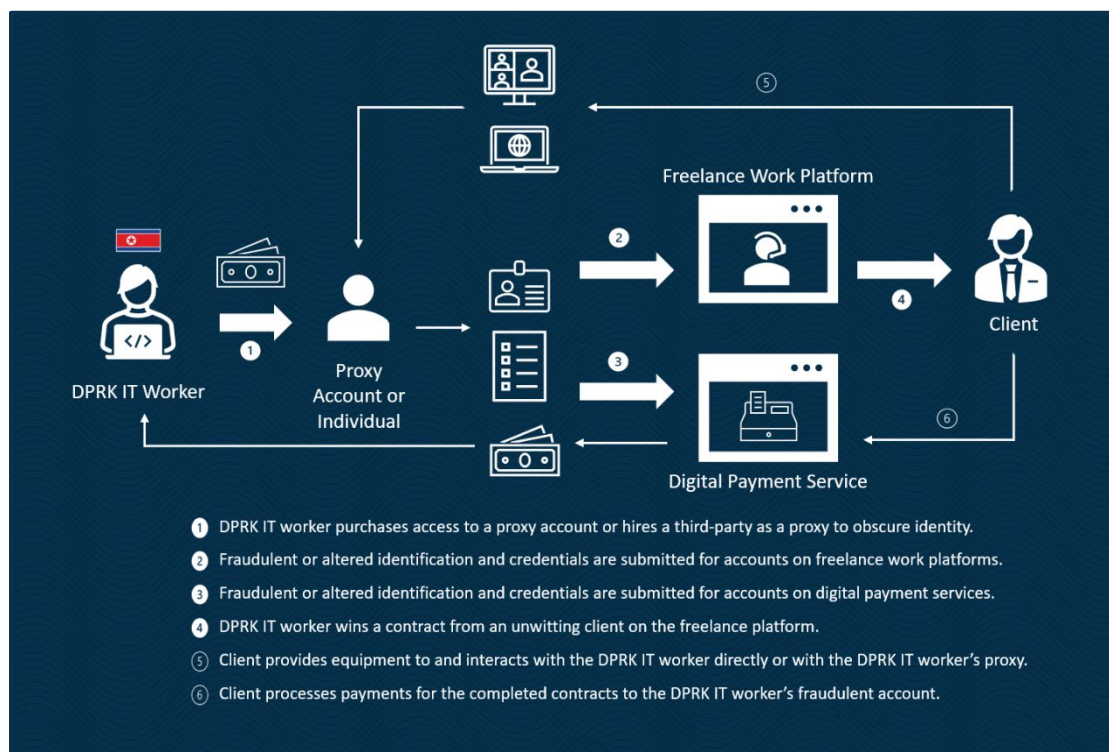 5
Freelance Work Platform
2
</>
1
4
Client
DPRK IT Worker
Proxy
Account or
Individual
3
6
Digital Payment Service
1 DPRK IT worker purchases access to a proxy account or hires a third-party as a proxy to obscure identity.
2 Fraudulent or altered identification and credentials are submitted for accounts on freelance work platforms.
3 Fraudulent or altered identification and credentials are submitted for accounts on digital payment services.
4 DPRK IT worker wins a contract from an unwitting client on the freelance platform.
5 Client provides equipment to and interacts with the DPRK IT worker directly or with the DPRK IT worker’s proxy.
6 Client processes payments for the completed contracts to the DPRK IT worker’s fraudulent account.